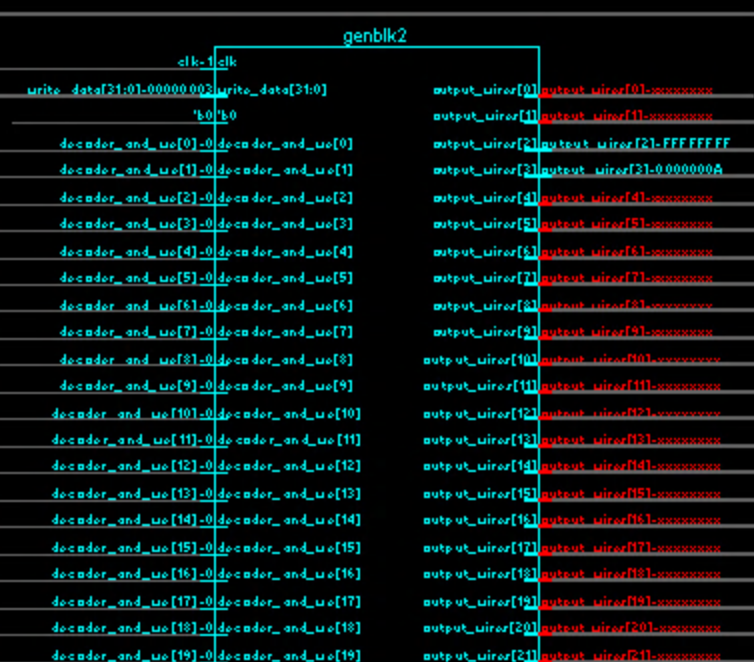 genblk2
clk-1 clk
write_data[31:0]-00000003 write_data[31:0] output_wires[0] output_wires[0]-xxxxxxxx
'b0 'b0 output_wires[1] output_wires[1]-xxxxxxxx
decoder_and_we[0]-0 decoder_and_we[0] output_wires[2] output_wires[2]-FFFFFFFF
decoder_and_we[1]-0 decoder_and_we[1] output_wires[3] output_wires[3]-0000000A
decoder_and_we[2]-0 decoder_and_we[2] output_wires[4] output_wires[4]-xxxxxxxx
decoder_and_we[3]-0 decoder_and_we[3] output_wires[5] output_wires[5]-xxxxxxxx
decoder_and_we[4]-0 decoder_and_we[4] output_wires[6] output_wires[6]-xxxxxxxx
decoder_and_we[5]-0 decoder_and_we[5] output_wires[7] output_wires[7]-xxxxxxxx
decoder_and_we[6]-0 decoder_and_we[6] output_wires[8] output_wires[8]-xxxxxxxx
decoder_and_we[7]-0 decoder_and_we[7] output_wires[9] output_wires[9]-xxxxxxxx
decoder_and_we[8]-0 decoder_and_we[8] output_wires[10] output_wires[10]-xxxxxxxx
decoder_and_we[9]-0 decoder_and_we[9] output_wires[11] output_wires[11]-xxxxxxxx
decoder_and_we[10]-0 decoder_and_we[10] output_wires[12] output_wires[12]-xxxxxxxx
decoder_and_we[11]-0 decoder_and_we[11] output_wires[13] output_wires[13]-xxxxxxxx
decoder_and_we[12]-0 decoder_and_we[12] output_wires[14] output_wires[14]-xxxxxxxx
decoder_and_we[13]-0 decoder_and_we[13] output_wires[15] output_wires[15]-xxxxxxxx
decoder_and_we[14]-0 decoder_and_we[14] output_wires[16] output_wires[16]-xxxxxxxx
decoder_and_we[15]-0 decoder_and_we[15] output_wires[17] output_wires[17]-xxxxxxxx
decoder_and_we[16]-0 decoder_and_we[16] output_wires[18] output_wires[18]-xxxxxxxx
decoder_and_we[17]-0 decoder_and_we[17] output_wires[19] output_wires[19]-xxxxxxxx
decoder_and_we[18]-0 decoder_and_we[18] output_wires[20] output_wires[20]-xxxxxxxx
decoder_and_we[19]-0 decoder_and_we[19] output_wires[21] output_wires[21]-xxxxxxxx